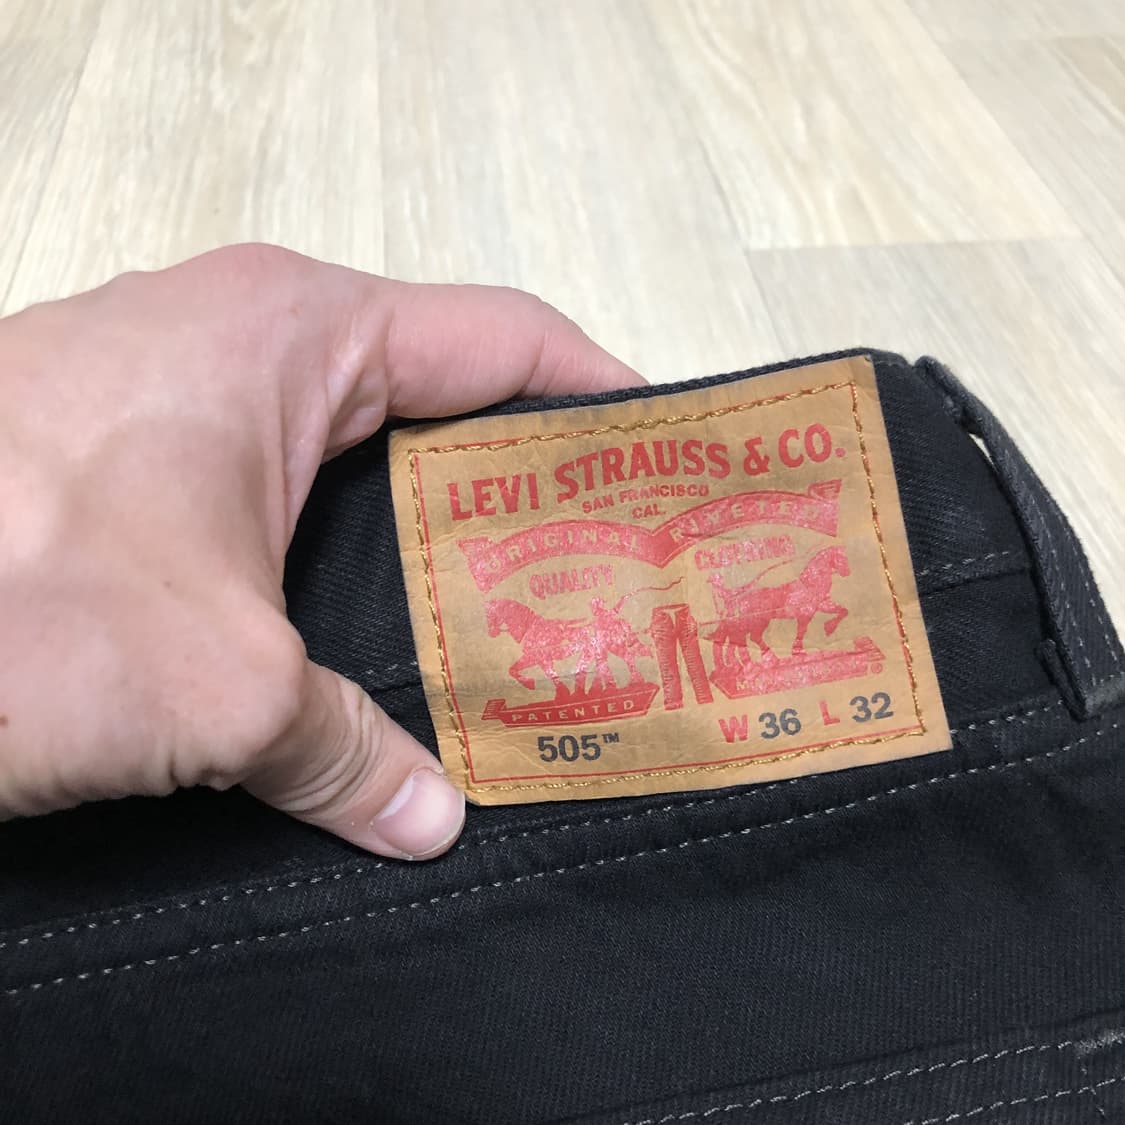 LEVI STRAUSS & CO.
SAN FRANCISCO
CAL.
ORIGINAL RIVETED
QUALITY CLOTHING
PATENTED
505™ W 36 L 32